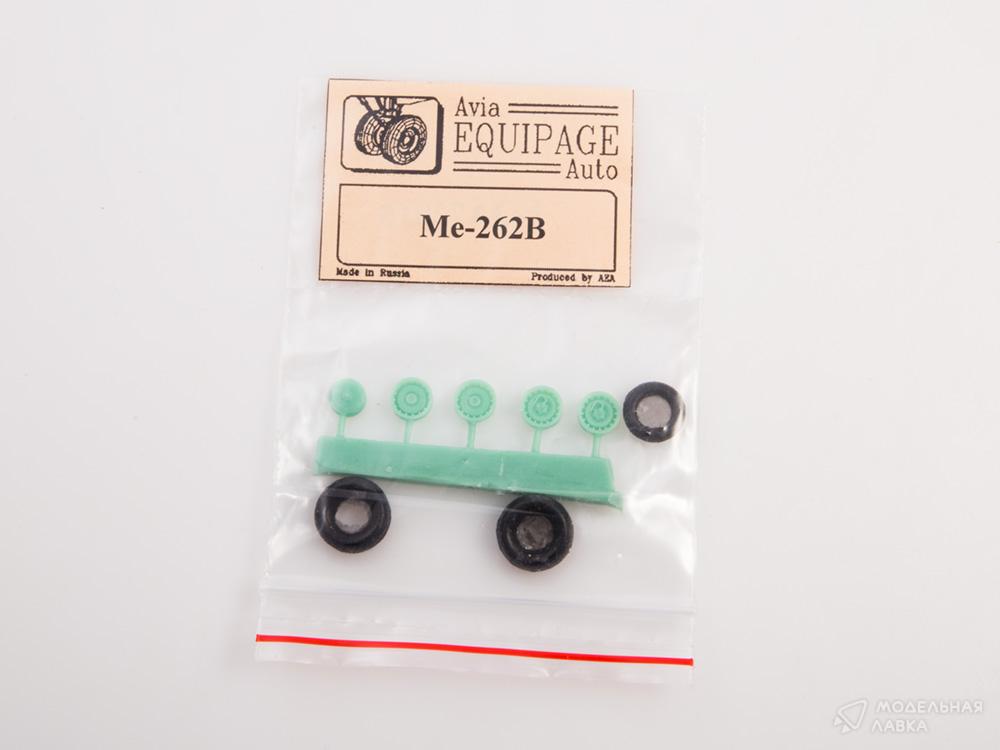 Avia
EQUIPAGE
Auto
Me-262B
Made in Russia
Produced by AZA
МОДЕЛЬНАЯ
ЛАВКА